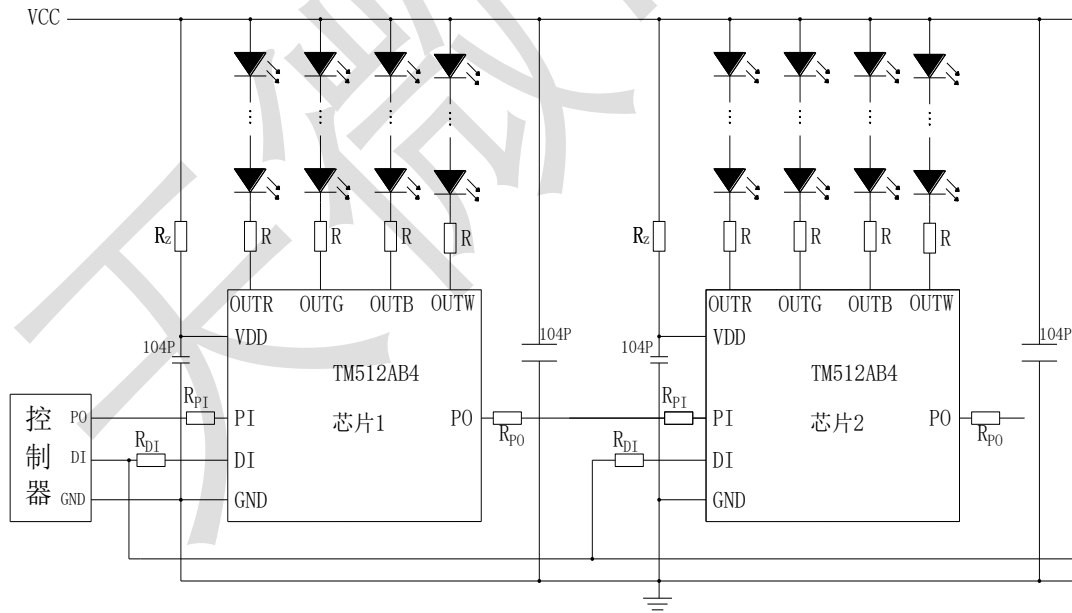 VCC
Rz R R R R Rz R R R R
OUTR OUTG OUTB OUTW OUTR OUTG OUTB OUTW
VDD VDD
104P 104P 104P 104P
TM512AB4 TM512AB4
控制器 PO RPI PI 芯片1 PO RPO RPI PI 芯片2 PO RPO
DI RDI DI RDI DI
GND GND GND
天微